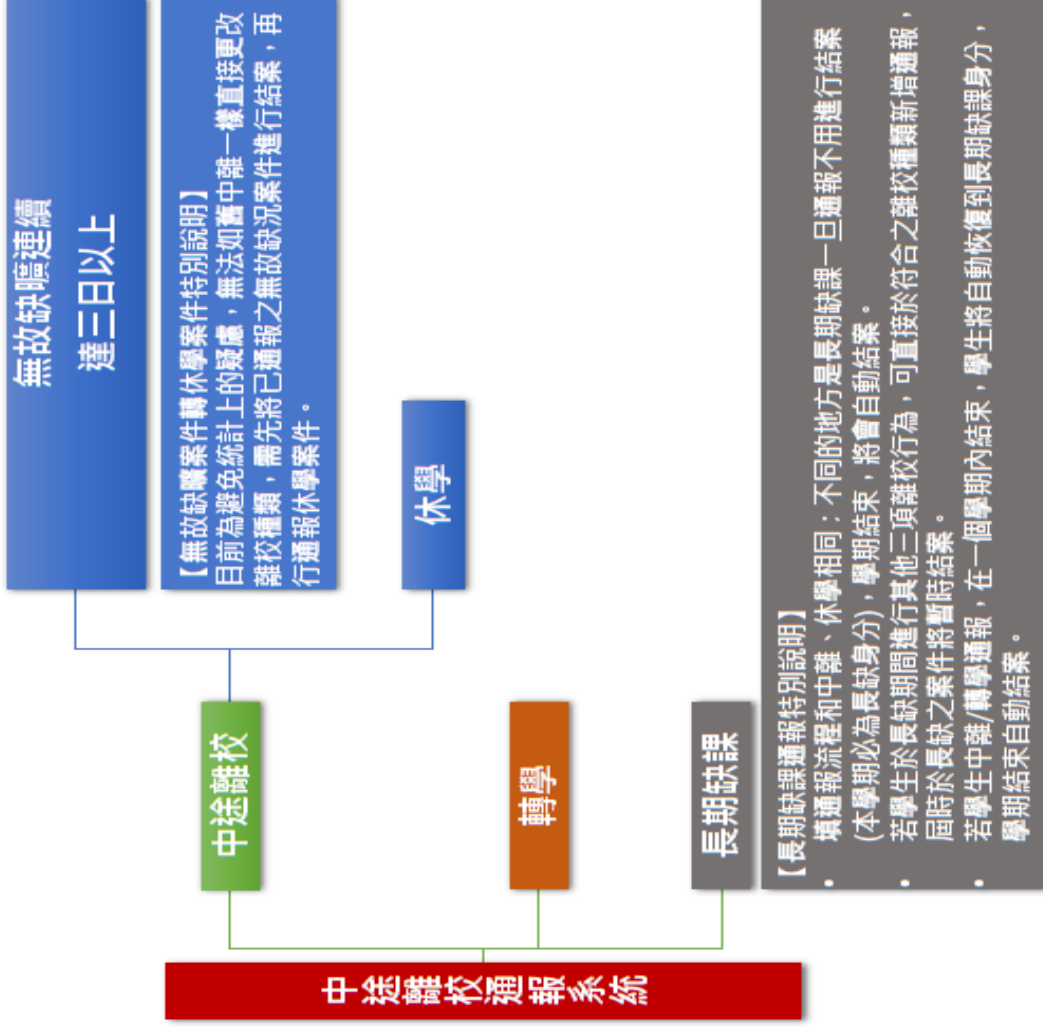 中途離校通報系統
中途離校
無故缺曠連續
達三日以上
【無故缺曠案件轉休學案件特別說明】
目前為避免統計上的疑慮，無法如舊中離一樣直接更改
離校種類，需先將已通報之無故缺況案件進行結案，再
行通報休學案件。
休學
轉學
長期缺課
【長期缺課通報特別說明】
• 填通報流程和中離、休學相同；不同的地方是長期缺課一旦通報不用進行結案
(本學期必為長缺身分)，學期結束，將會自動結案。
• 若學生於長缺期間進行其他三項離校行為，可直接於符合之離校種類新增通報，
屆時於長缺之案件將暫時結案。
• 若學生中離/轉學通報，在一個學期內結束，學生將自動恢復到長期缺課身分，
學期結束自動結案。